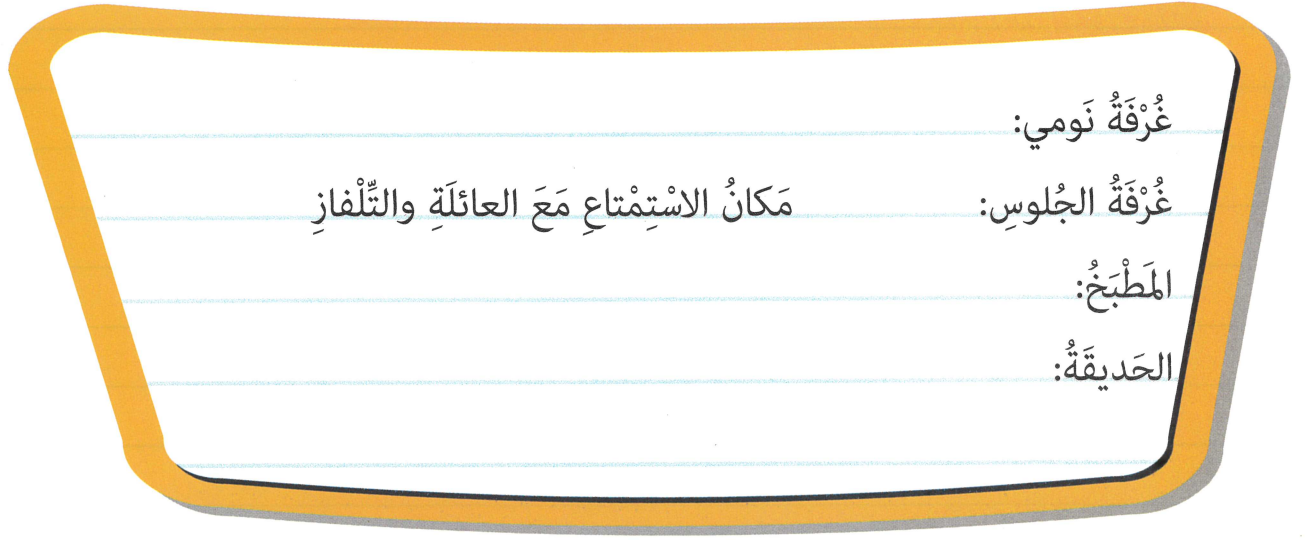 غُرْفَةُ نَومي:
غُرْفَةُ الجُلوسِ: مَكانُ الاسْتِمْتاعِ مَعَ العائلَةِ والتِّلْفازِ
المَطْبَخُ:
الحَديقَةُ: